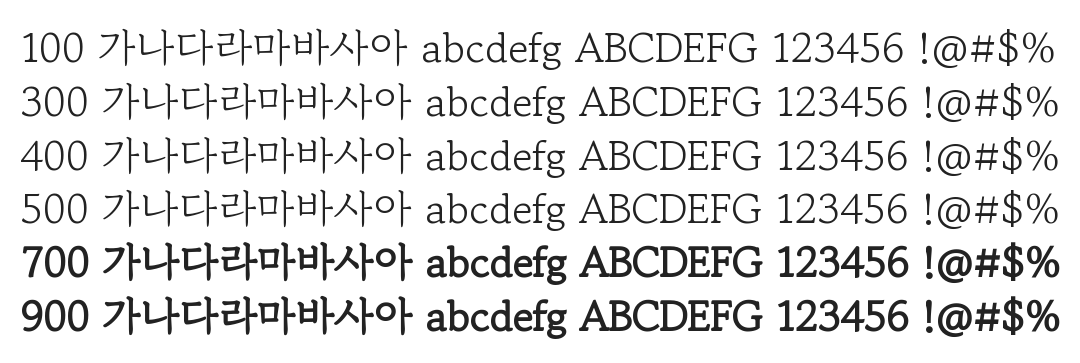 100 가나다라마바사아 abcdefg ABCDEFG 123456 !@#$%
300 가나다라마바사아 abcdefg ABCDEFG 123456 !@#$%
400 가나다라마바사아 abcdefg ABCDEFG 123456 !@#$%
500 가나다라마바사아 abcdefg ABCDEFG 123456 !@#$%
700 가나다라마바사아 abcdefg ABCDEFG 123456 !@#$%
900 가나다라마바사아 abcdefg ABCDEFG 123456 !@#$%